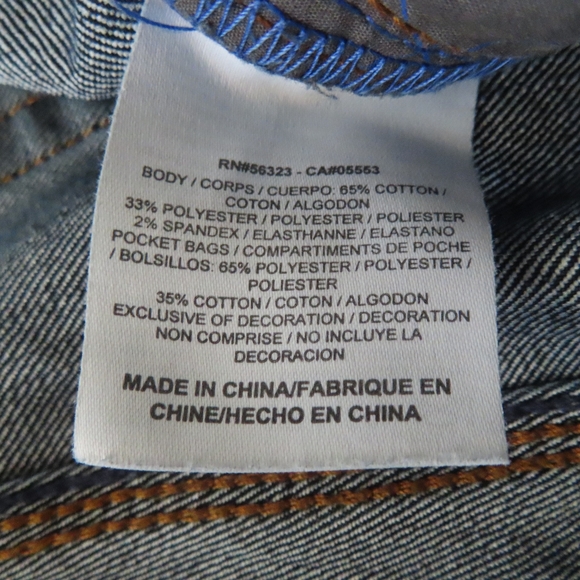 RN#56323 - CA#05553
BODY / CORPS / CUERPO: 65% COTTON /
COTON / ALGODON
33% POLYESTER / POLYESTER / POLIESTER
2% SPANDEX / ELASTHANNE / ELASTANO
POCKET BAGS / COMPARTIMENTS DE POCHE
/ BOLSILLOS: 65% POLYESTER / POLYESTER /
POLIESTER
35% COTTON / COTON / ALGODON
EXCLUSIVE OF DECORATION / DECORATION
NON COMPRISE / NO INCLUYE LA
DECORACION
MADE IN CHINA/FABRIQUE EN
CHINE/HECHO EN CHINA